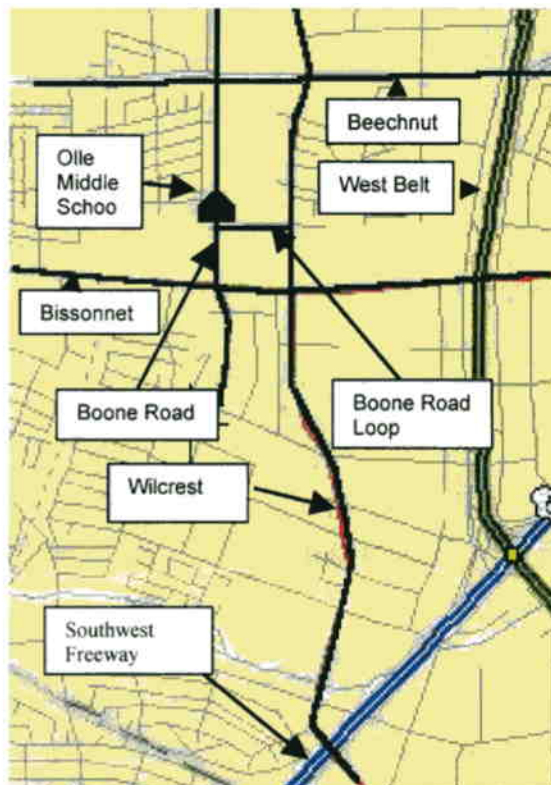 Beechnut
Olle
Middle
Schoo
West Belt
Bissonnet
Boone Road
Boone Road
Loop
Wilcrest
Southwest
Freeway